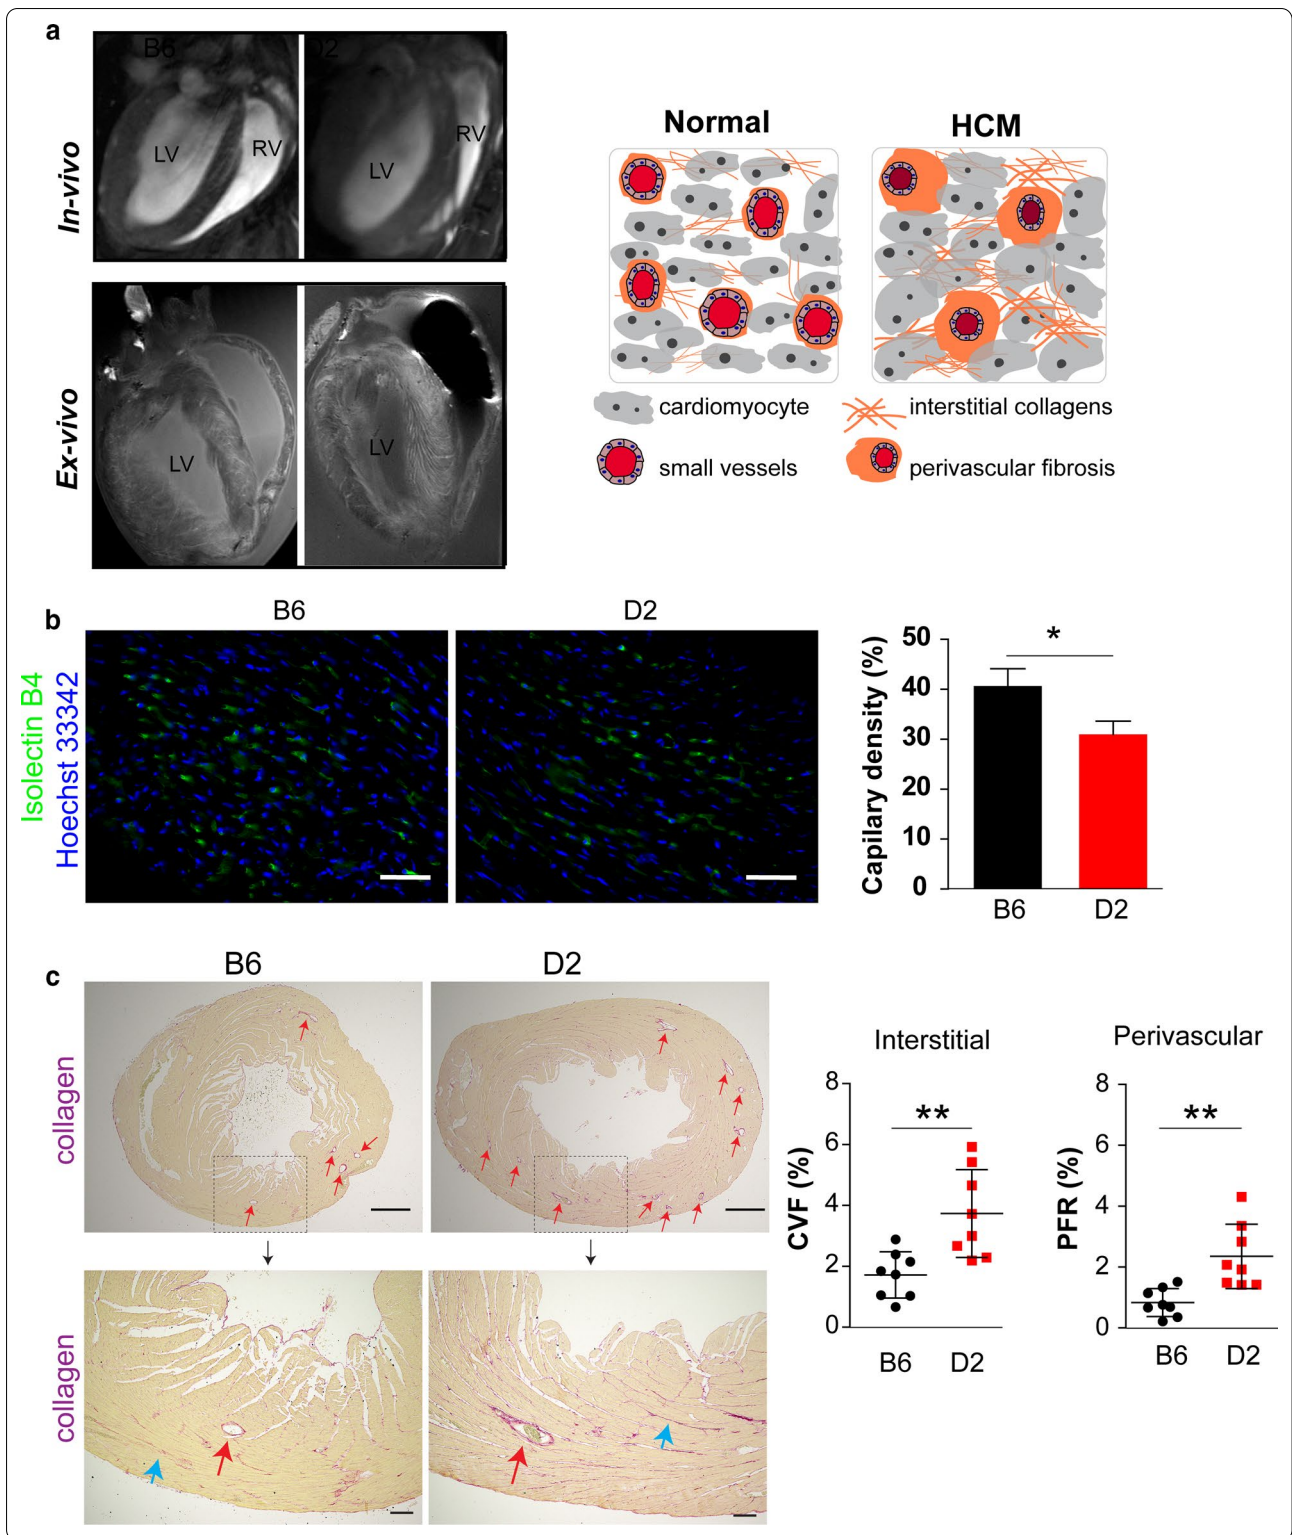 a
B6
D2
In-vivo
LV
RV
LV
RV
Ex-vivo
LV
LV
Normal
HCM
cardiomyocyte
interstitial collagens
small vessels
perivascular fibrosis
b
B6
D2
Isolectin B4
Hoechst 33342
*
Capilary density (%)
50
40
30
20
10
0
B6
D2
c
B6
D2
collagen
collagen
Interstitial
**
CVF (%)
8
6
4
2
0
B6
D2
Perivascular
**
PFR (%)
8
6
4
2
0
B6
D2